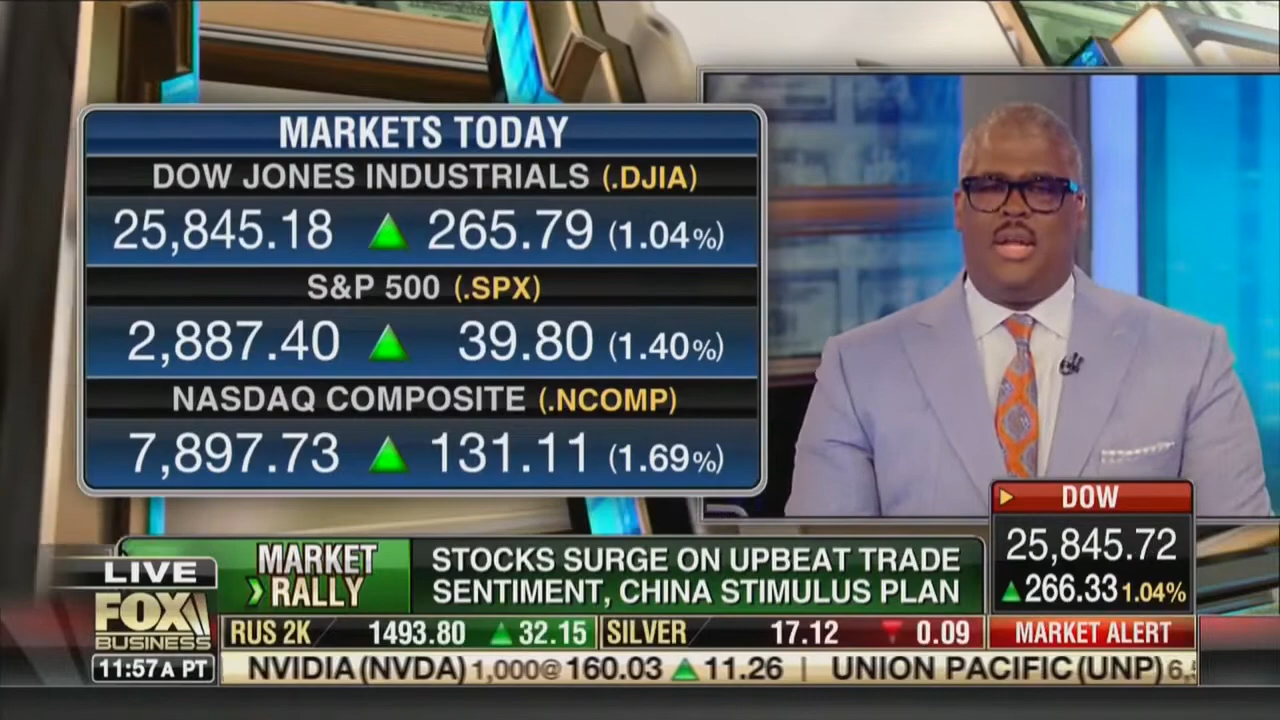 MARKETS TODAY
DOW JONES INDUSTRIALS (.DJIA)
25,845.18 ▲ 265.79 (1.04%)
S&P 500 (.SPX)
2,887.40 ▲ 39.80 (1.40%)
NASDAQ COMPOSITE (.NCOMP)
7,897.73 ▲ 131.11 (1.69%)
DOW
25,845.72
▲ 266.33 1.04%
MARKET ALERT
MARKET
RALLY
STOCKS SURGE ON UPBEAT TRADE
SENTIMENT, CHINA STIMULUS PLAN
LIVE
FOX
BUSINESS
11:57A PT
RUS 2K 1493.80 ▲ 32.15 SILVER 17.12 ▼ 0.09
NVIDIA (NVDA) 1,000@160.03 ▲ 11.26 | UNION PACIFIC (UNP)